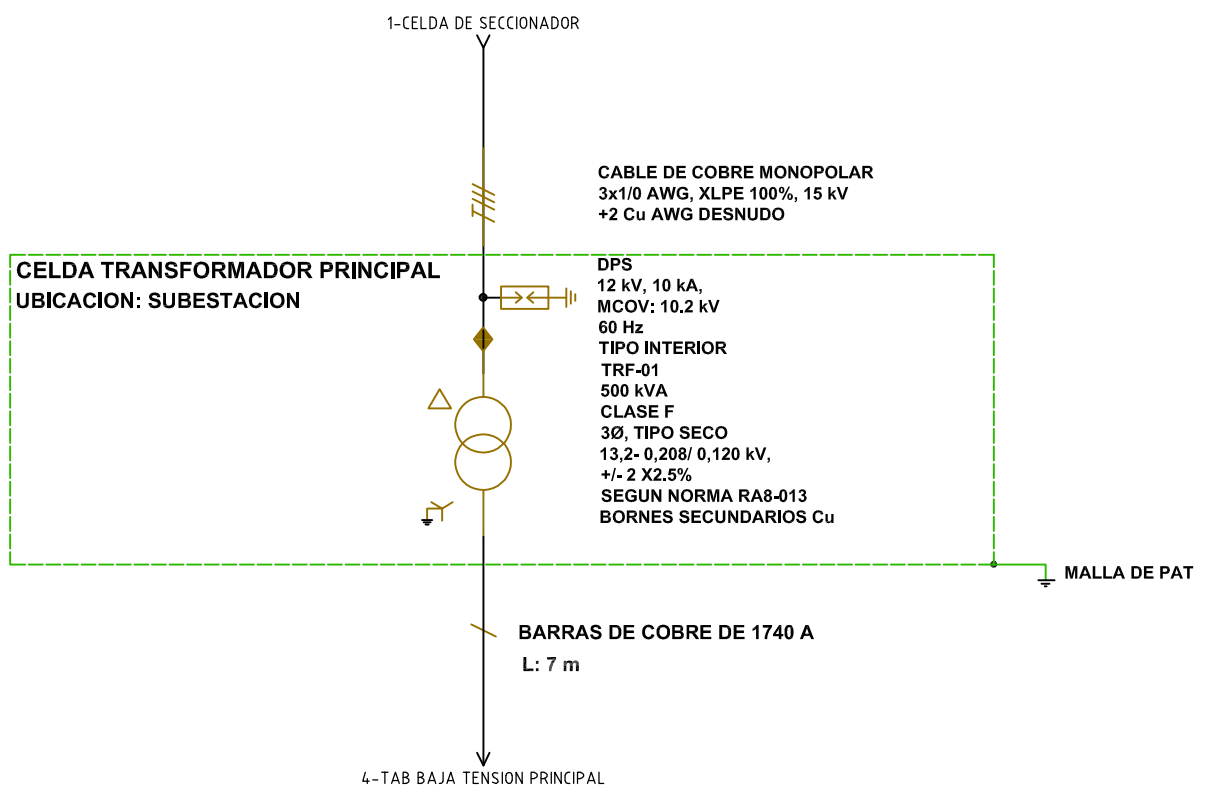 1-CELDA DE SECCIONADOR
CABLE DE COBRE MONOPOLAR
3x1/0 AWG, XLPE 100%, 15 kV
+2 Cu AWG DESNUDO
CELDA TRANSFORMADOR PRINCIPAL
UBICACION: SUBESTACION
DPS
12 kV, 10 kA,
MCOV: 10.2 kV
60 Hz
TIPO INTERIOR
TRF-01
500 kVA
CLASE F
3Ø, TIPO SECO
13,2- 0,208/ 0,120 kV,
+/- 2 X2.5%
SEGUN NORMA RA8-013
BORNES SECUNDARIOS Cu
MALLA DE PAT
BARRAS DE COBRE DE 1740 A
L: 7 m
4-TAB BAJA TENSION PRINCIPAL